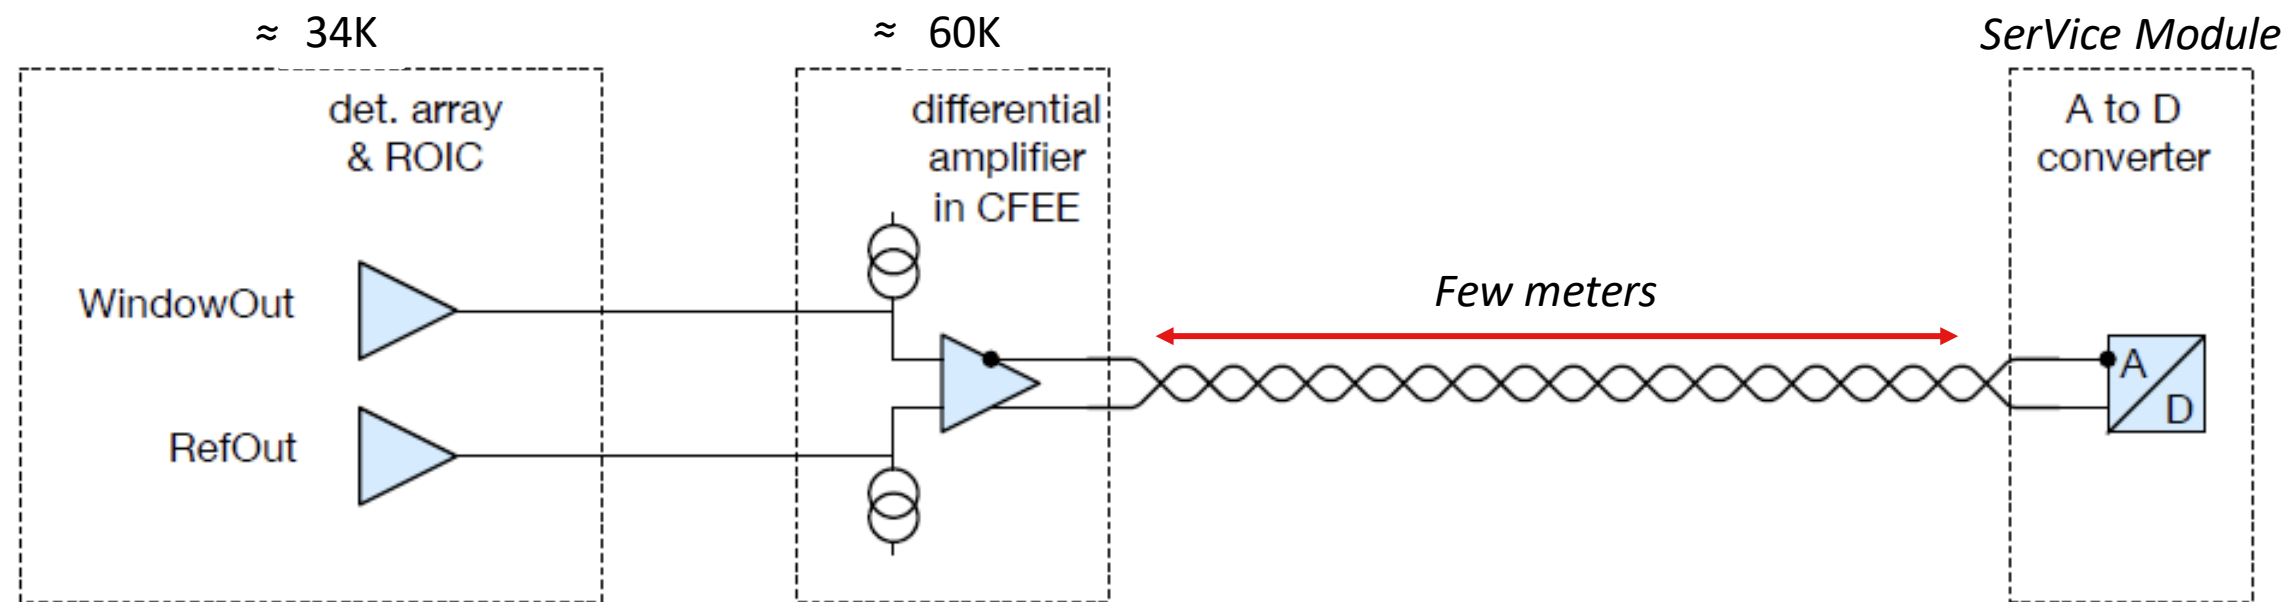 ≈ 34K
≈ 60K
SerVice Module
det. array
& ROIC
differential
amplifier
in CFEE
A to D
converter
WindowOut
Few meters
RefOut
A
D